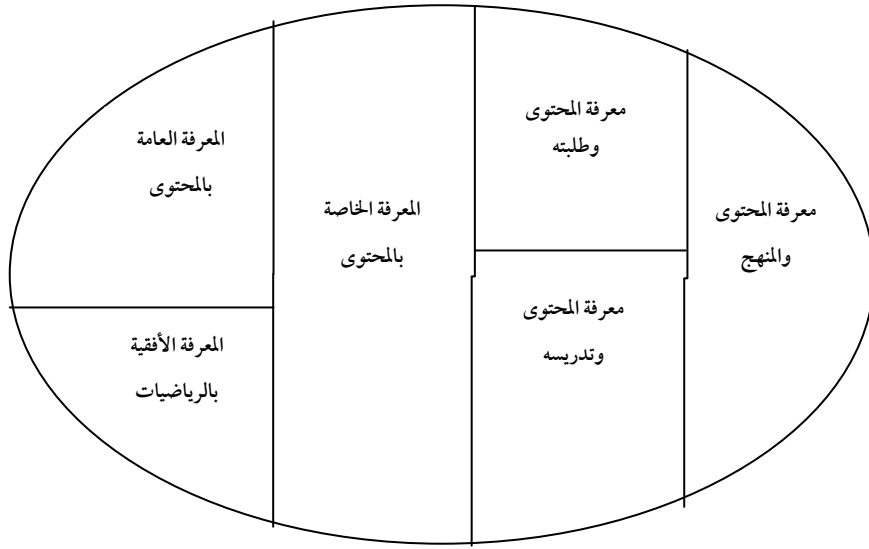 المعرفة العامة
بالمحتوى
المعرفة الأفقية
بالرياضيات
المعرفة الخاصة
بالمحتوى
معرفة المحتوى
وطلبته
معرفة المحتوى
وتدريسه
معرفة المحتوى
والمنهج